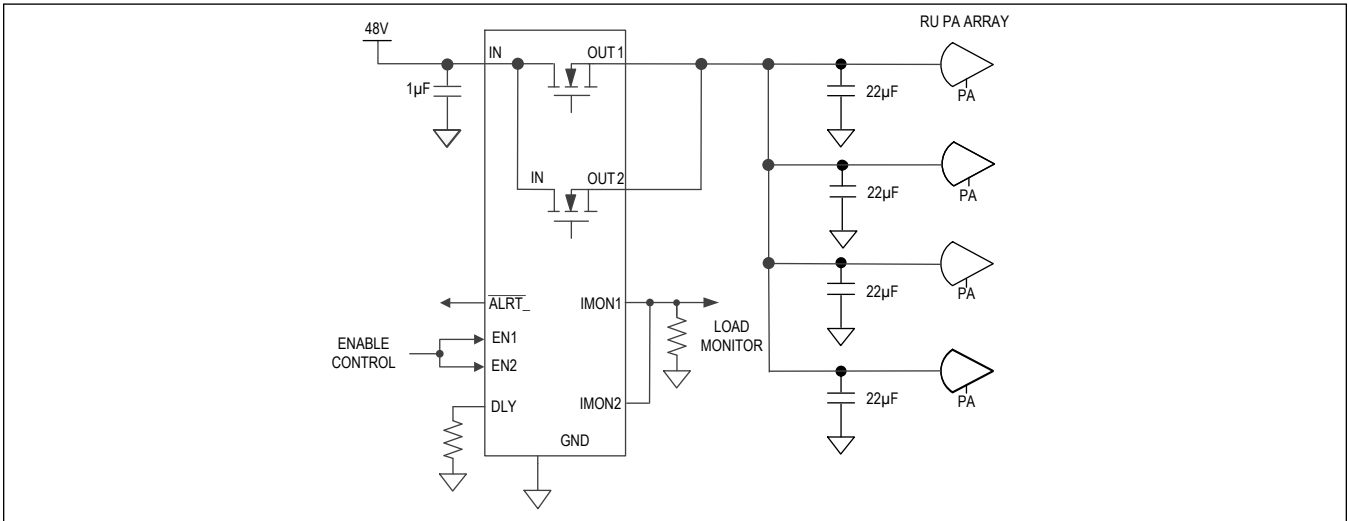 RU PA ARRAY
48V
IN
OUT 1
1µF
22µF
PA
IN
OUT 2
22µF
PA
22µF
PA
ALRT_
IMON1
LOAD
MONITOR
ENABLE
CONTROL
EN1
EN2
22µF
PA
DLY
IMON2
GND